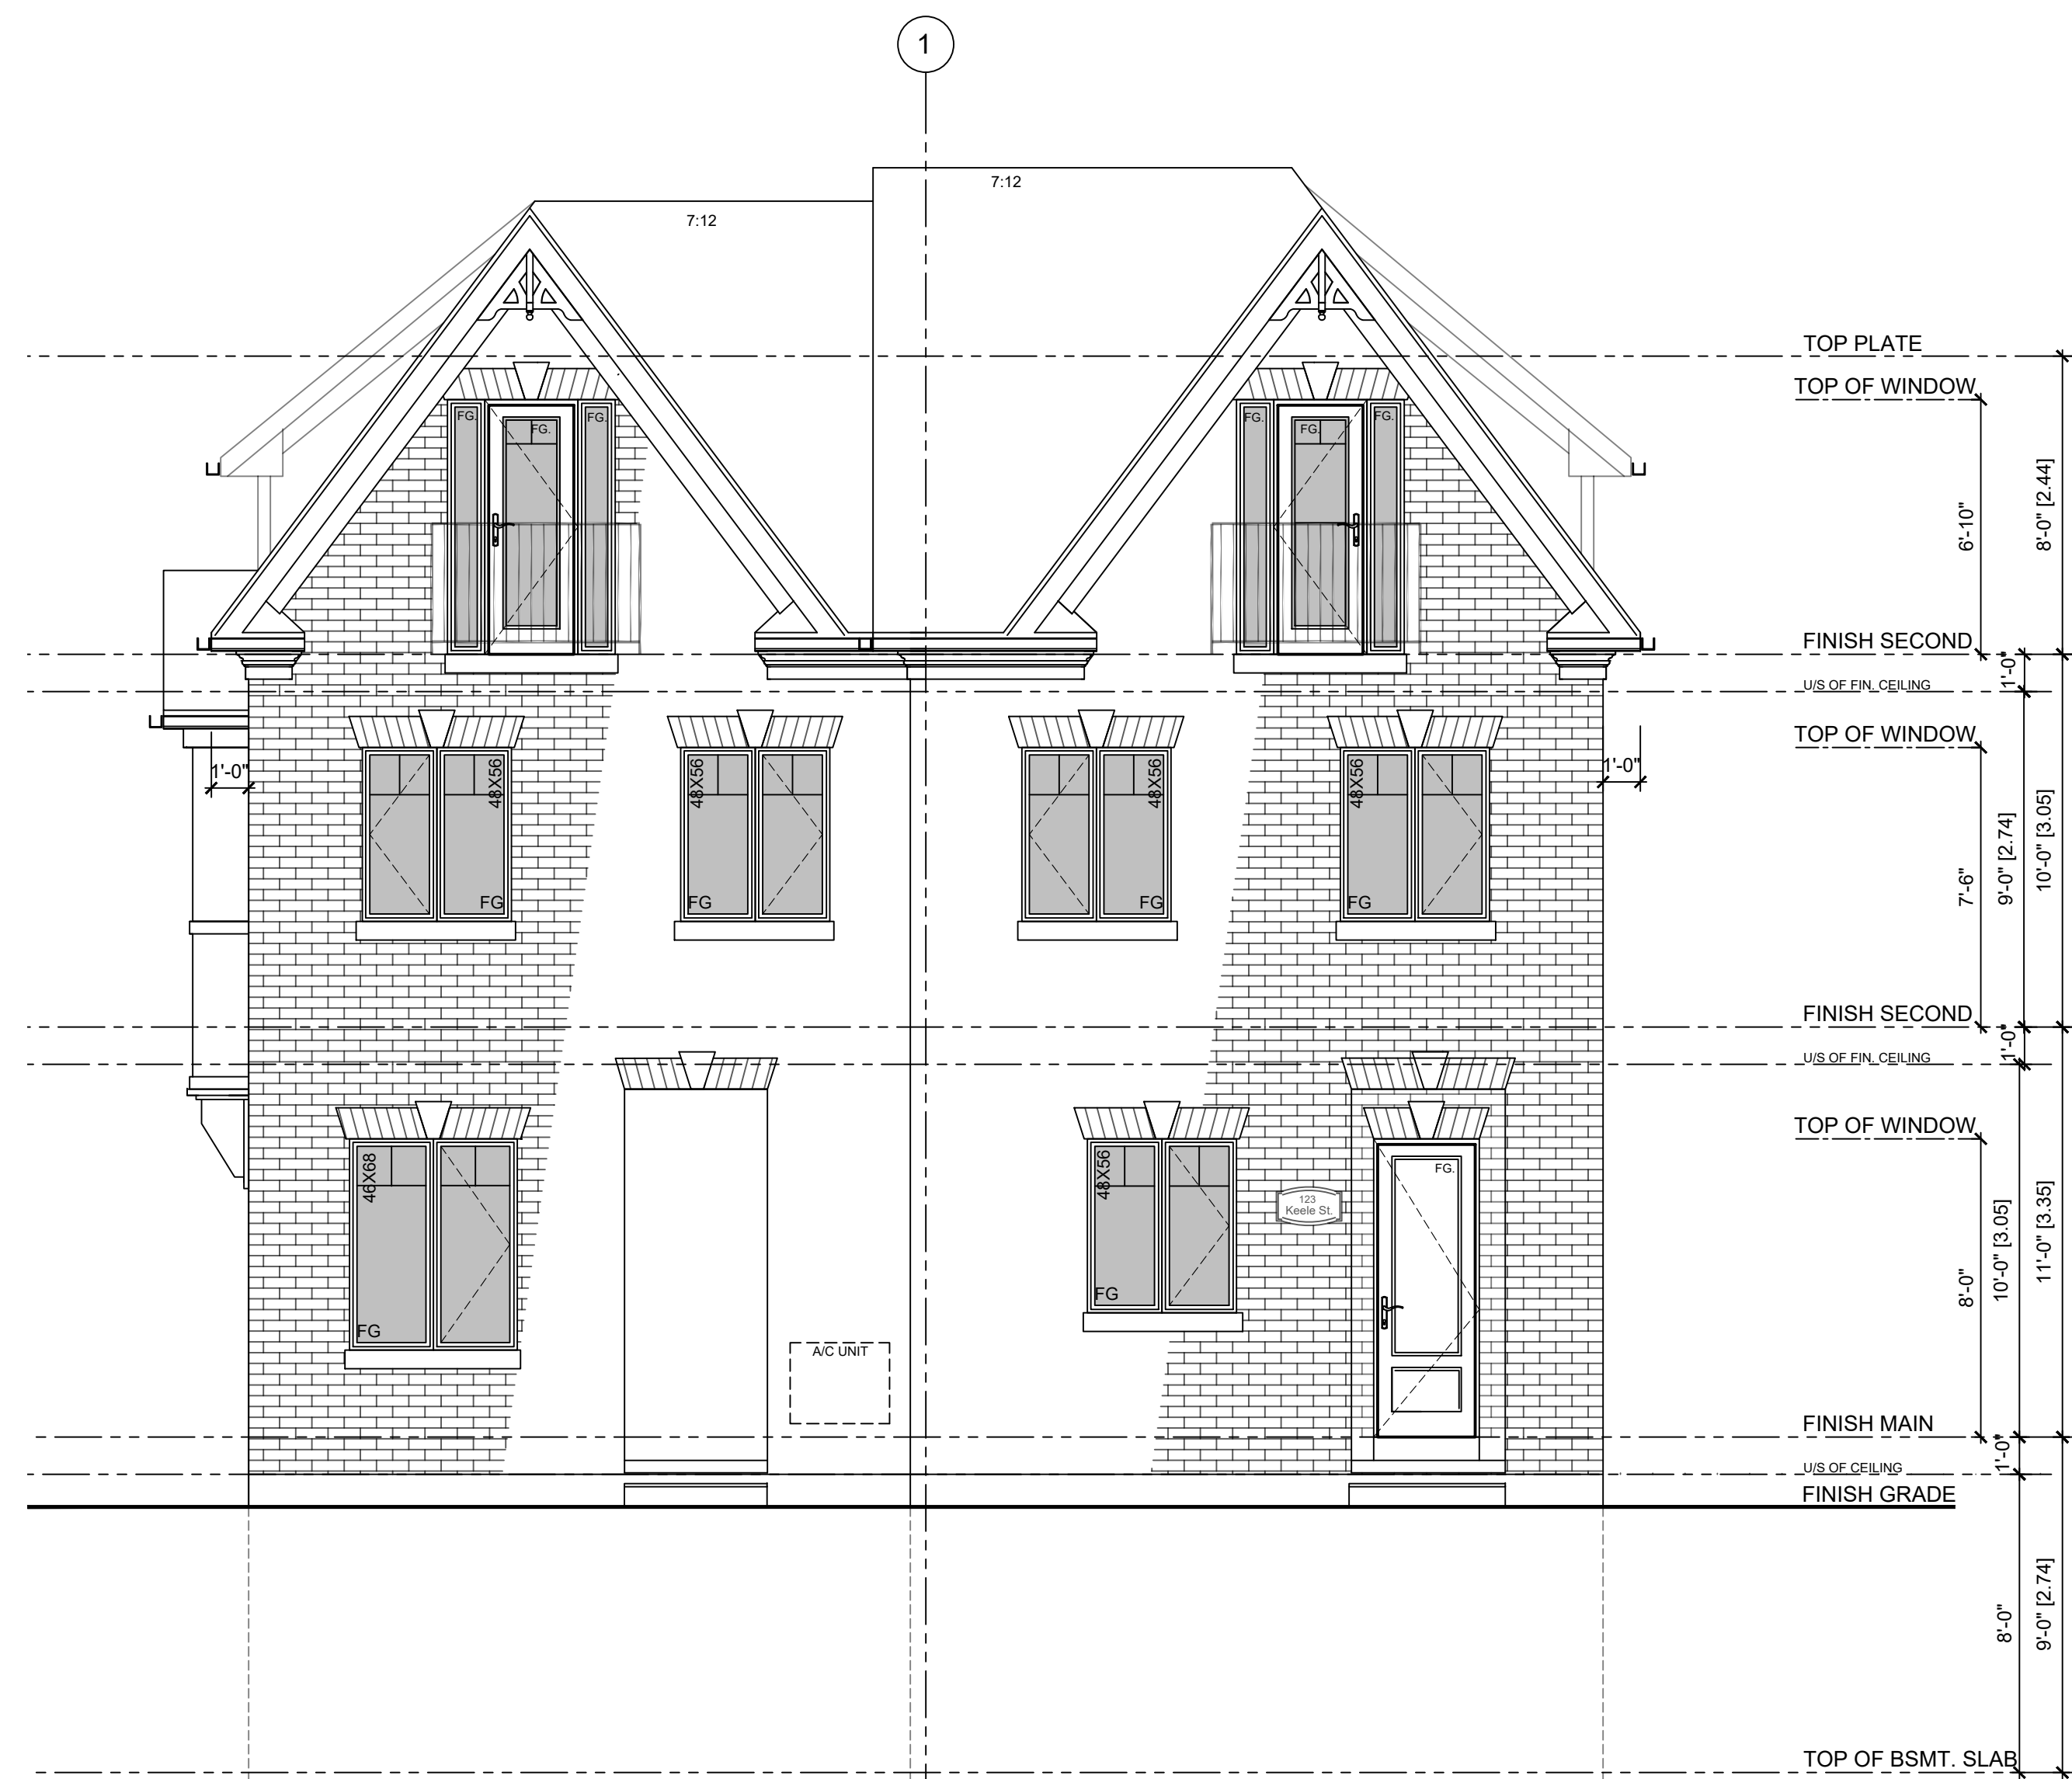 1
7:12
7:12
TOP PLATE
TOP OF WINDOW
FG.
FG.
FG.
FG.
FG.
FG.
6'-10"
8'-0" [2.44]
FINISH SECOND
1'-0"
U/S OF FIN. CEILING
TOP OF WINDOW
1'-0"
48X56
48X56
48X56
48X56
1'-0"
FG
FG
FG
FG
7'-6"
9'-0" [2.74]
10'-0" [3.05]
FINISH SECOND
1'-0"
U/S OF FIN. CEILING
TOP OF WINDOW
46X68
48X56
FG.
123
Keele St.
FG
FG
A/C UNIT
8'-0"
10'-0" [3.05]
11'-0" [3.35]
FINISH MAIN
1'-0"
U/S OF CEILING
FINISH GRADE
8'-0"
9'-0" [2.74]
TOP OF BSMT. SLAB